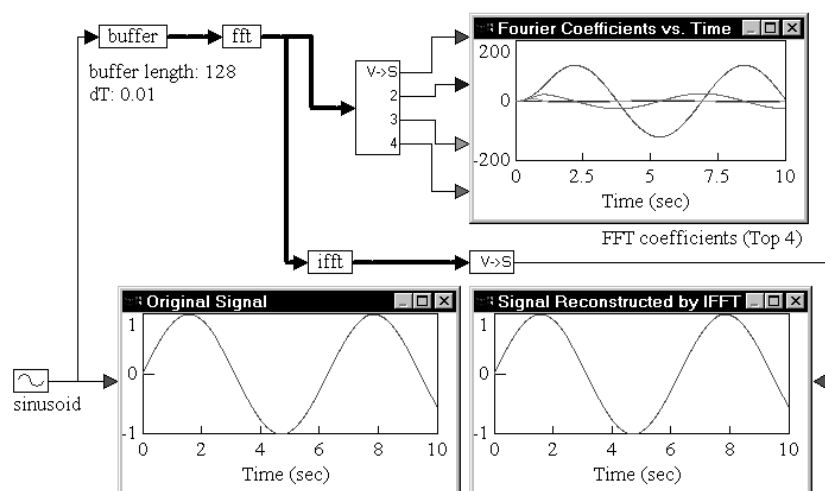 buffer
fft
buffer length: 128
dT: 0.01
V->S
2
3
4
Fourier Coefficients vs. Time
200
0
-200
0 2.5 5 7.5 10
Time (sec)
FFT coefficients (Top 4)
ifft
V->S
Original Signal
1
0
-1
0 2 4 6 8 10
Time (sec)
Signal Reconstructed by IFFT
1
0
-1
0 2 4 6 8 10
Time (sec)
sinusoid